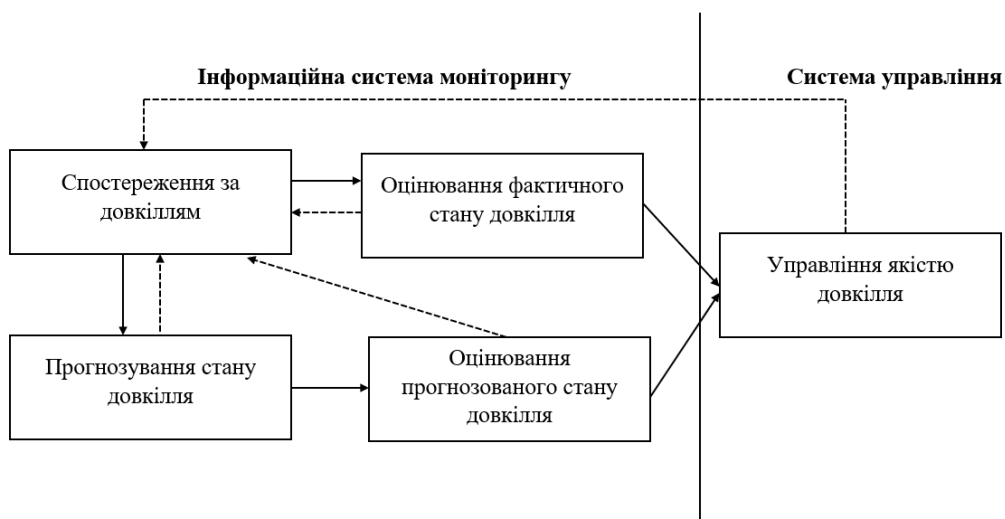 Інформаційна система моніторингу
Система управління
Спостереження за
довкіллям
Оцінювання фактичного
стану довкілля
Управління якістю
довкілля
Прогнозування стану
довкілля
Оцінювання
прогнозованого стану
довкілля